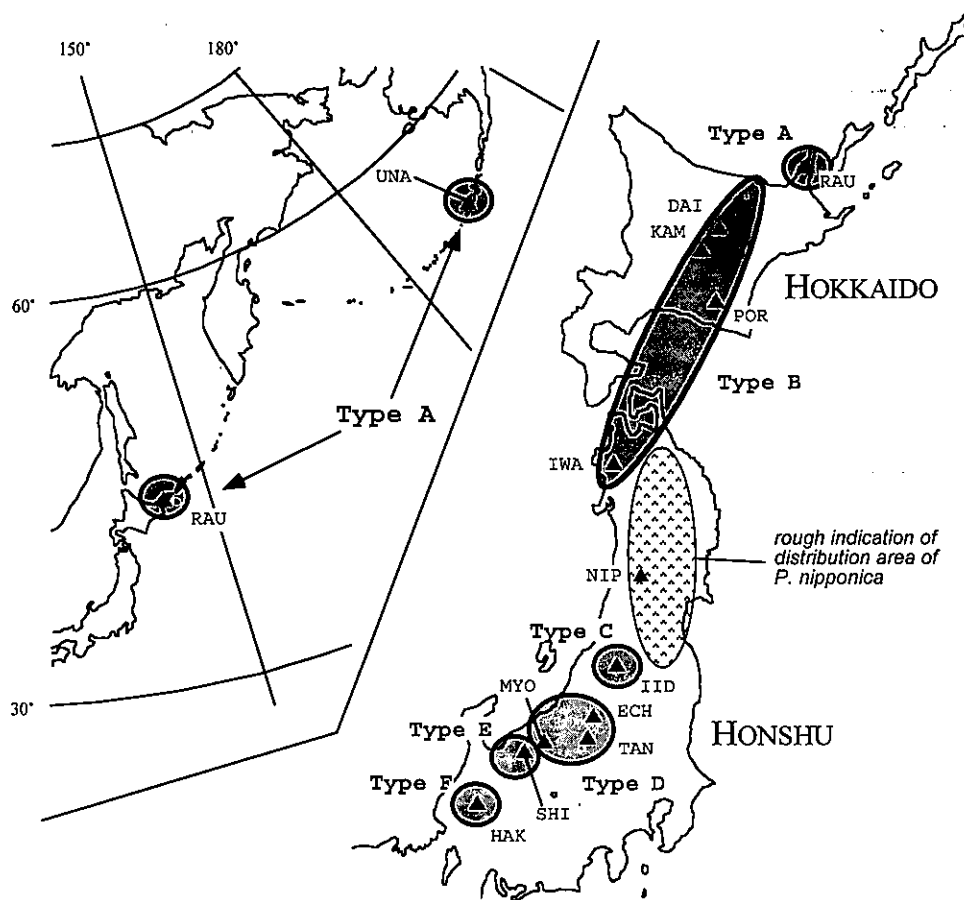 150°
180°
UNA
60°
Type A
RAU
30°
Type A
RAU
DAI
KAM
HOKKAIDO
POR
Type B
IWA
rough indication of
distribution area of
P. nipponica
NIP
Type C
IID
MYO
ECH
Type E
TAN
HONSHU
Type F
Type D
SHI
HAK